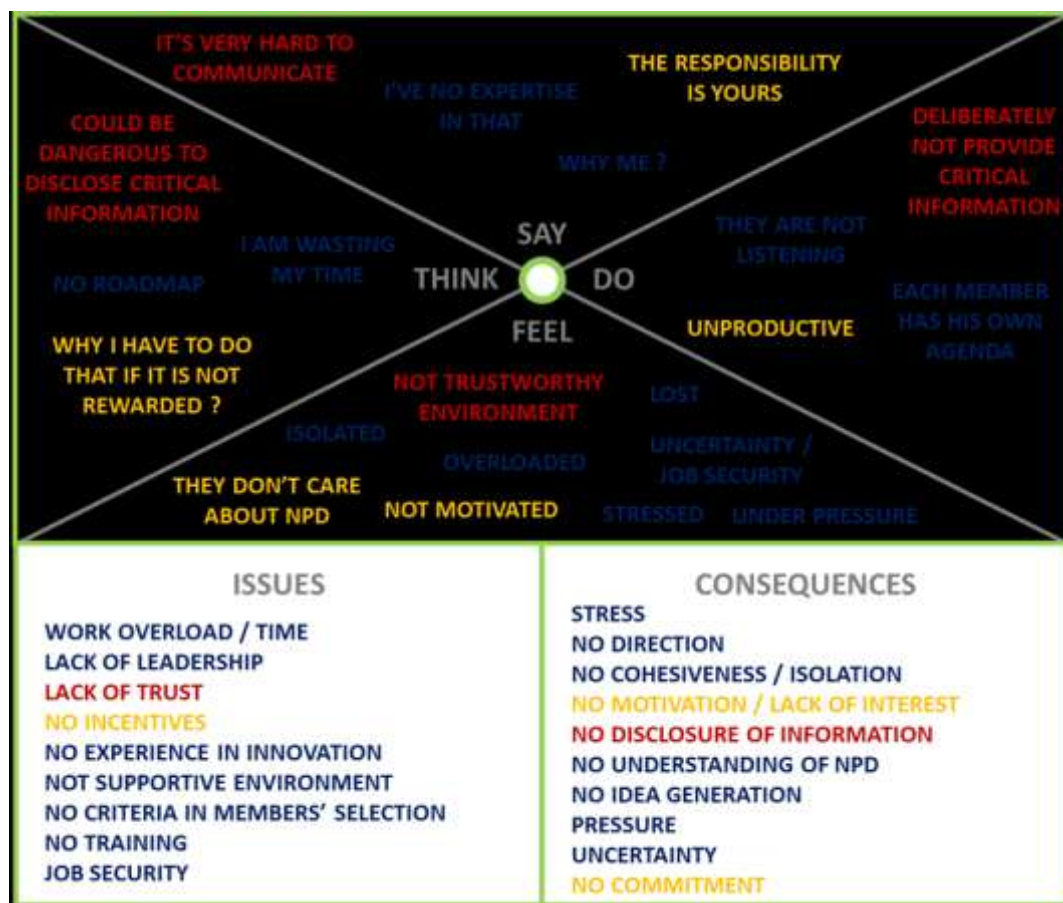 IT'S VERY HARD TO
COMMUNICATE
I'VE NO EXPERTISE
IN THAT
THE RESPONSIBILITY
IS YOURS
WHY ME ?
COULD BE
DANGEROUS TO
DISCLOSE CRITICAL
INFORMATION
DELIBERATELY
NOT PROVIDE
CRITICAL
INFORMATION
SAY
THINK
DO
FEEL
I AM WASTING
MY TIME
NO ROADMAP
WHY I HAVE TO DO
THAT IF IT IS NOT
REWARDED ?
THEY ARE NOT
LISTENING
EACH MEMBER
HAS HIS OWN
AGENDA
UNPRODUCTIVE
NOT TRUSTWORTHY
ENVIRONMENT
LOST
ISOLATED
OVERLOADED
UNCERTAINTY /
JOB SECURITY
THEY DON'T CARE
ABOUT NPD
NOT MOTIVATED
STRESSED
UNDER PRESSURE
ISSUES
WORK OVERLOAD / TIME
LACK OF LEADERSHIP
LACK OF TRUST
NO INCENTIVES
NO EXPERIENCE IN INNOVATION
NOT SUPPORTIVE ENVIRONMENT
NO CRITERIA IN MEMBERS' SELECTION
NO TRAINING
JOB SECURITY
CONSEQUENCES
STRESS
NO DIRECTION
NO COHESIVENESS / ISOLATION
NO MOTIVATION / LACK OF INTEREST
NO DISCLOSURE OF INFORMATION
NO UNDERSTANDING OF NPD
NO IDEA GENERATION
PRESSURE
UNCERTAINTY
NO COMMITMENT